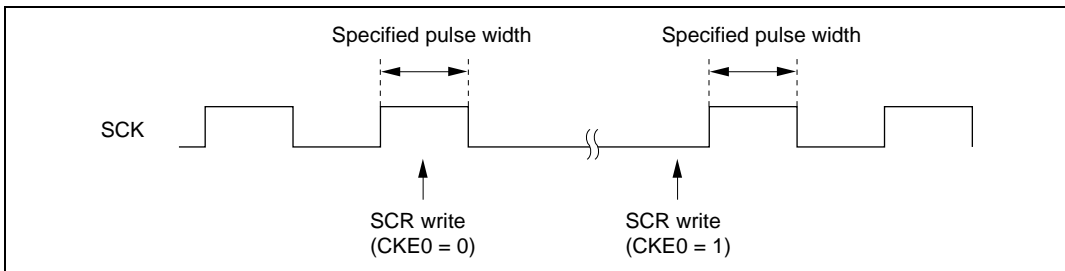 Specified pulse width
Specified pulse width
SCK
SCR write
(CKE0 = 0)
SCR write
(CKE0 = 1)